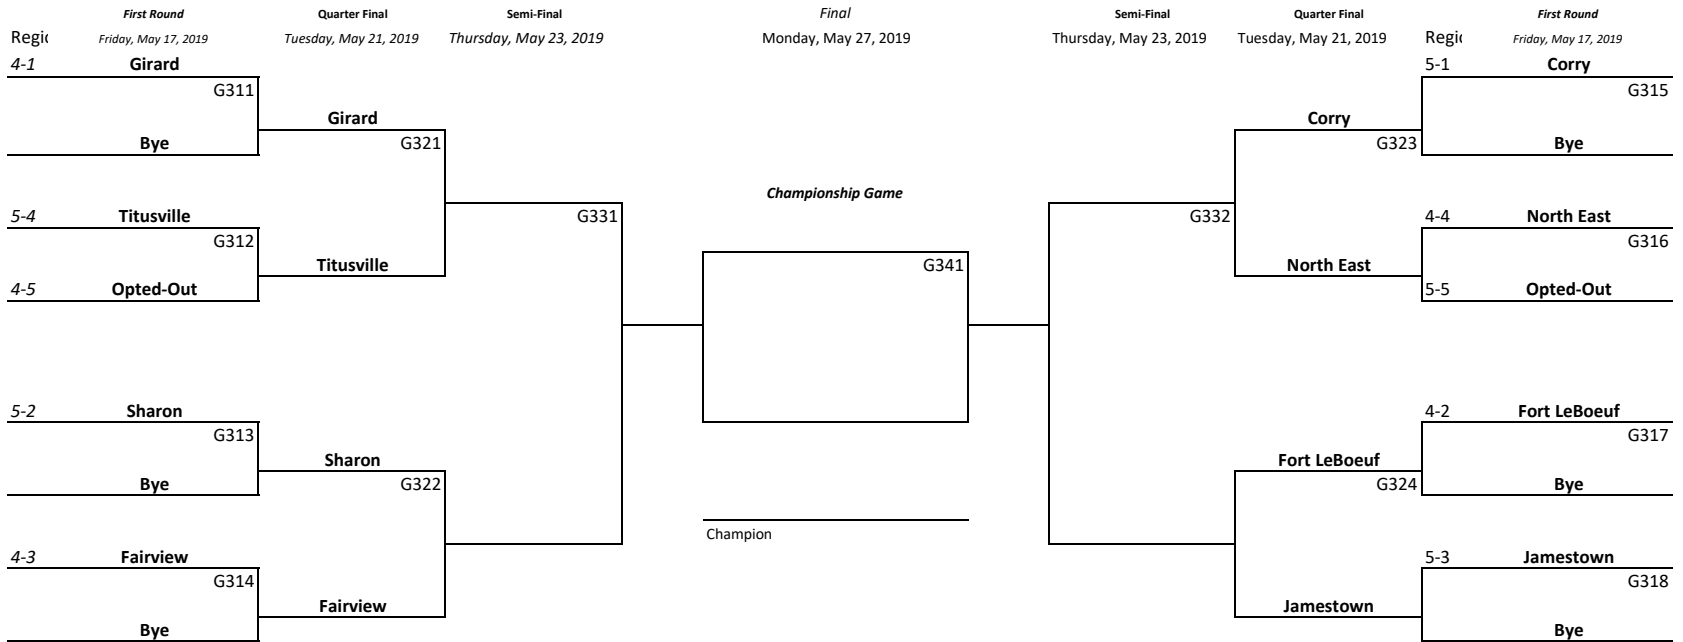 First Round Quarter Final Semi-Final Final Semi-Final Quarter Final First Round
Regi Friday, May 17, 2019 Tuesday, May 21, 2019 Thursday, May 23, 2019 Monday, May 27, 2019 Thursday, May 23, 2019 Tuesday, May 21, 2019 Regi Friday, May 17, 2019
4-1 Girard 5-1 Corry
G311 G315
Girard Corry
Bye G321 G323 Bye
Championship Game
5-4 Titusville G331 G332 4-4 North East
G312 G316
Titusville G341 North East
4-5 Opted-Out 5-5 Opted-Out
5-2 Sharon 4-2 Fort LeBoeuf
G313 G317
Sharon Fort LeBoeuf
Bye G322 G324 Bye
Champion
4-3 Fairview 5-3 Jamestown
G314 G318
Fairview Jamestown
Bye Bye